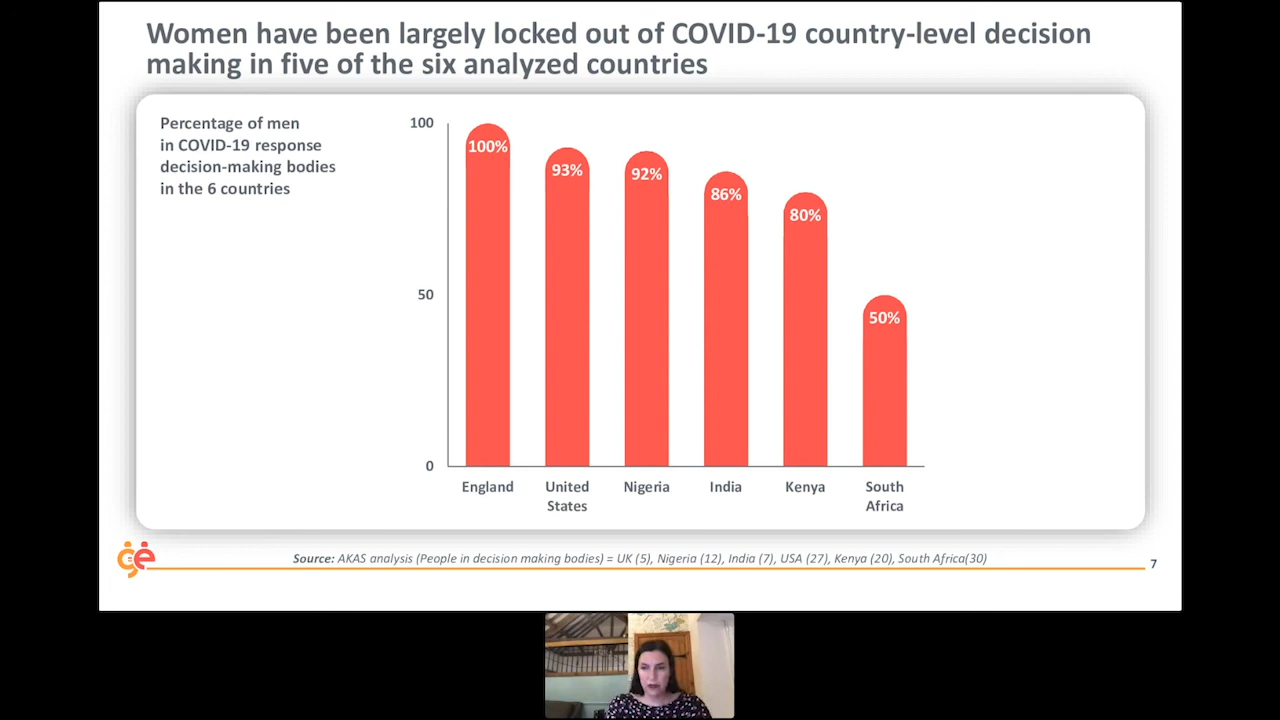 Women have been largely locked out of COVID-19 country-level decision
making in five of the six analyzed countries
Percentage of men
in COVID-19 response
decision-making bodies
in the 6 countries
100
50
0
100%
93%
92%
86%
80%
50%
England
United
States
Nigeria
India
Kenya
South
Africa
ge
Source: AKAS analysis (People in decision making bodies) = UK (5), Nigeria (12), India (7), USA (27), Kenya (20), South Africa(30)
7